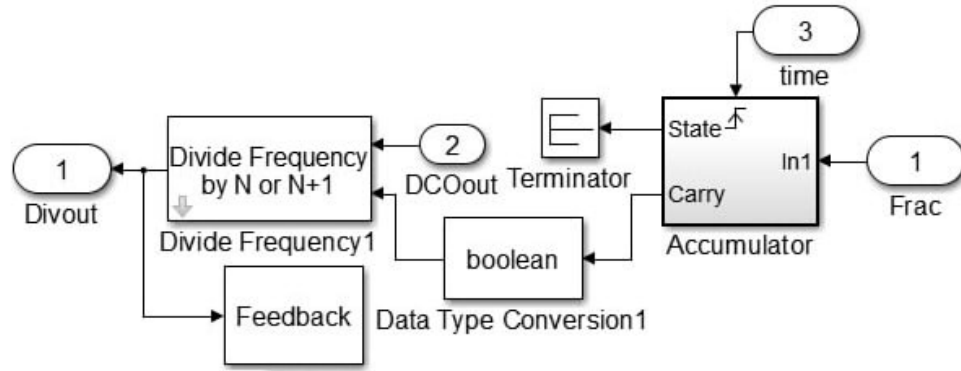 3
time
State
In1
Carry
Accumulator
1
Frac
Terminator
2
DCOout
Divide Frequency
by N or N+1
Divide Frequency1
1
Divout
boolean
Data Type Conversion1
Feedback